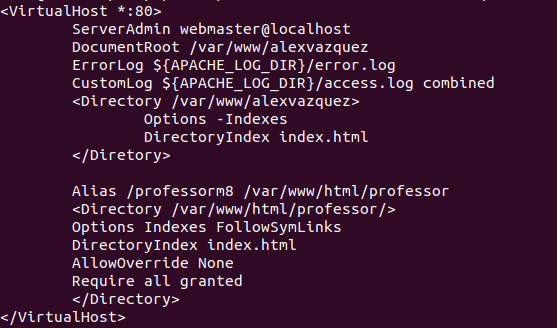 <VirtualHost *:80>
ServerAdmin webmaster@localhost
DocumentRoot /var/www/alexvazquez
ErrorLog ${APACHE_LOG_DIR}/error.log
CustomLog ${APACHE_LOG_DIR}/access.log combined
<Directory /var/www/alexvazquez>
Options -Indexes
DirectoryIndex index.html
</Diretory>
Alias /professorm8 /var/www/html/professor
<Directory /var/www/html/professor/>
Options Indexes FollowSymLinks
DirectoryIndex index.html
AllowOverride None
Require all granted
</Directory>
</VirtualHost>